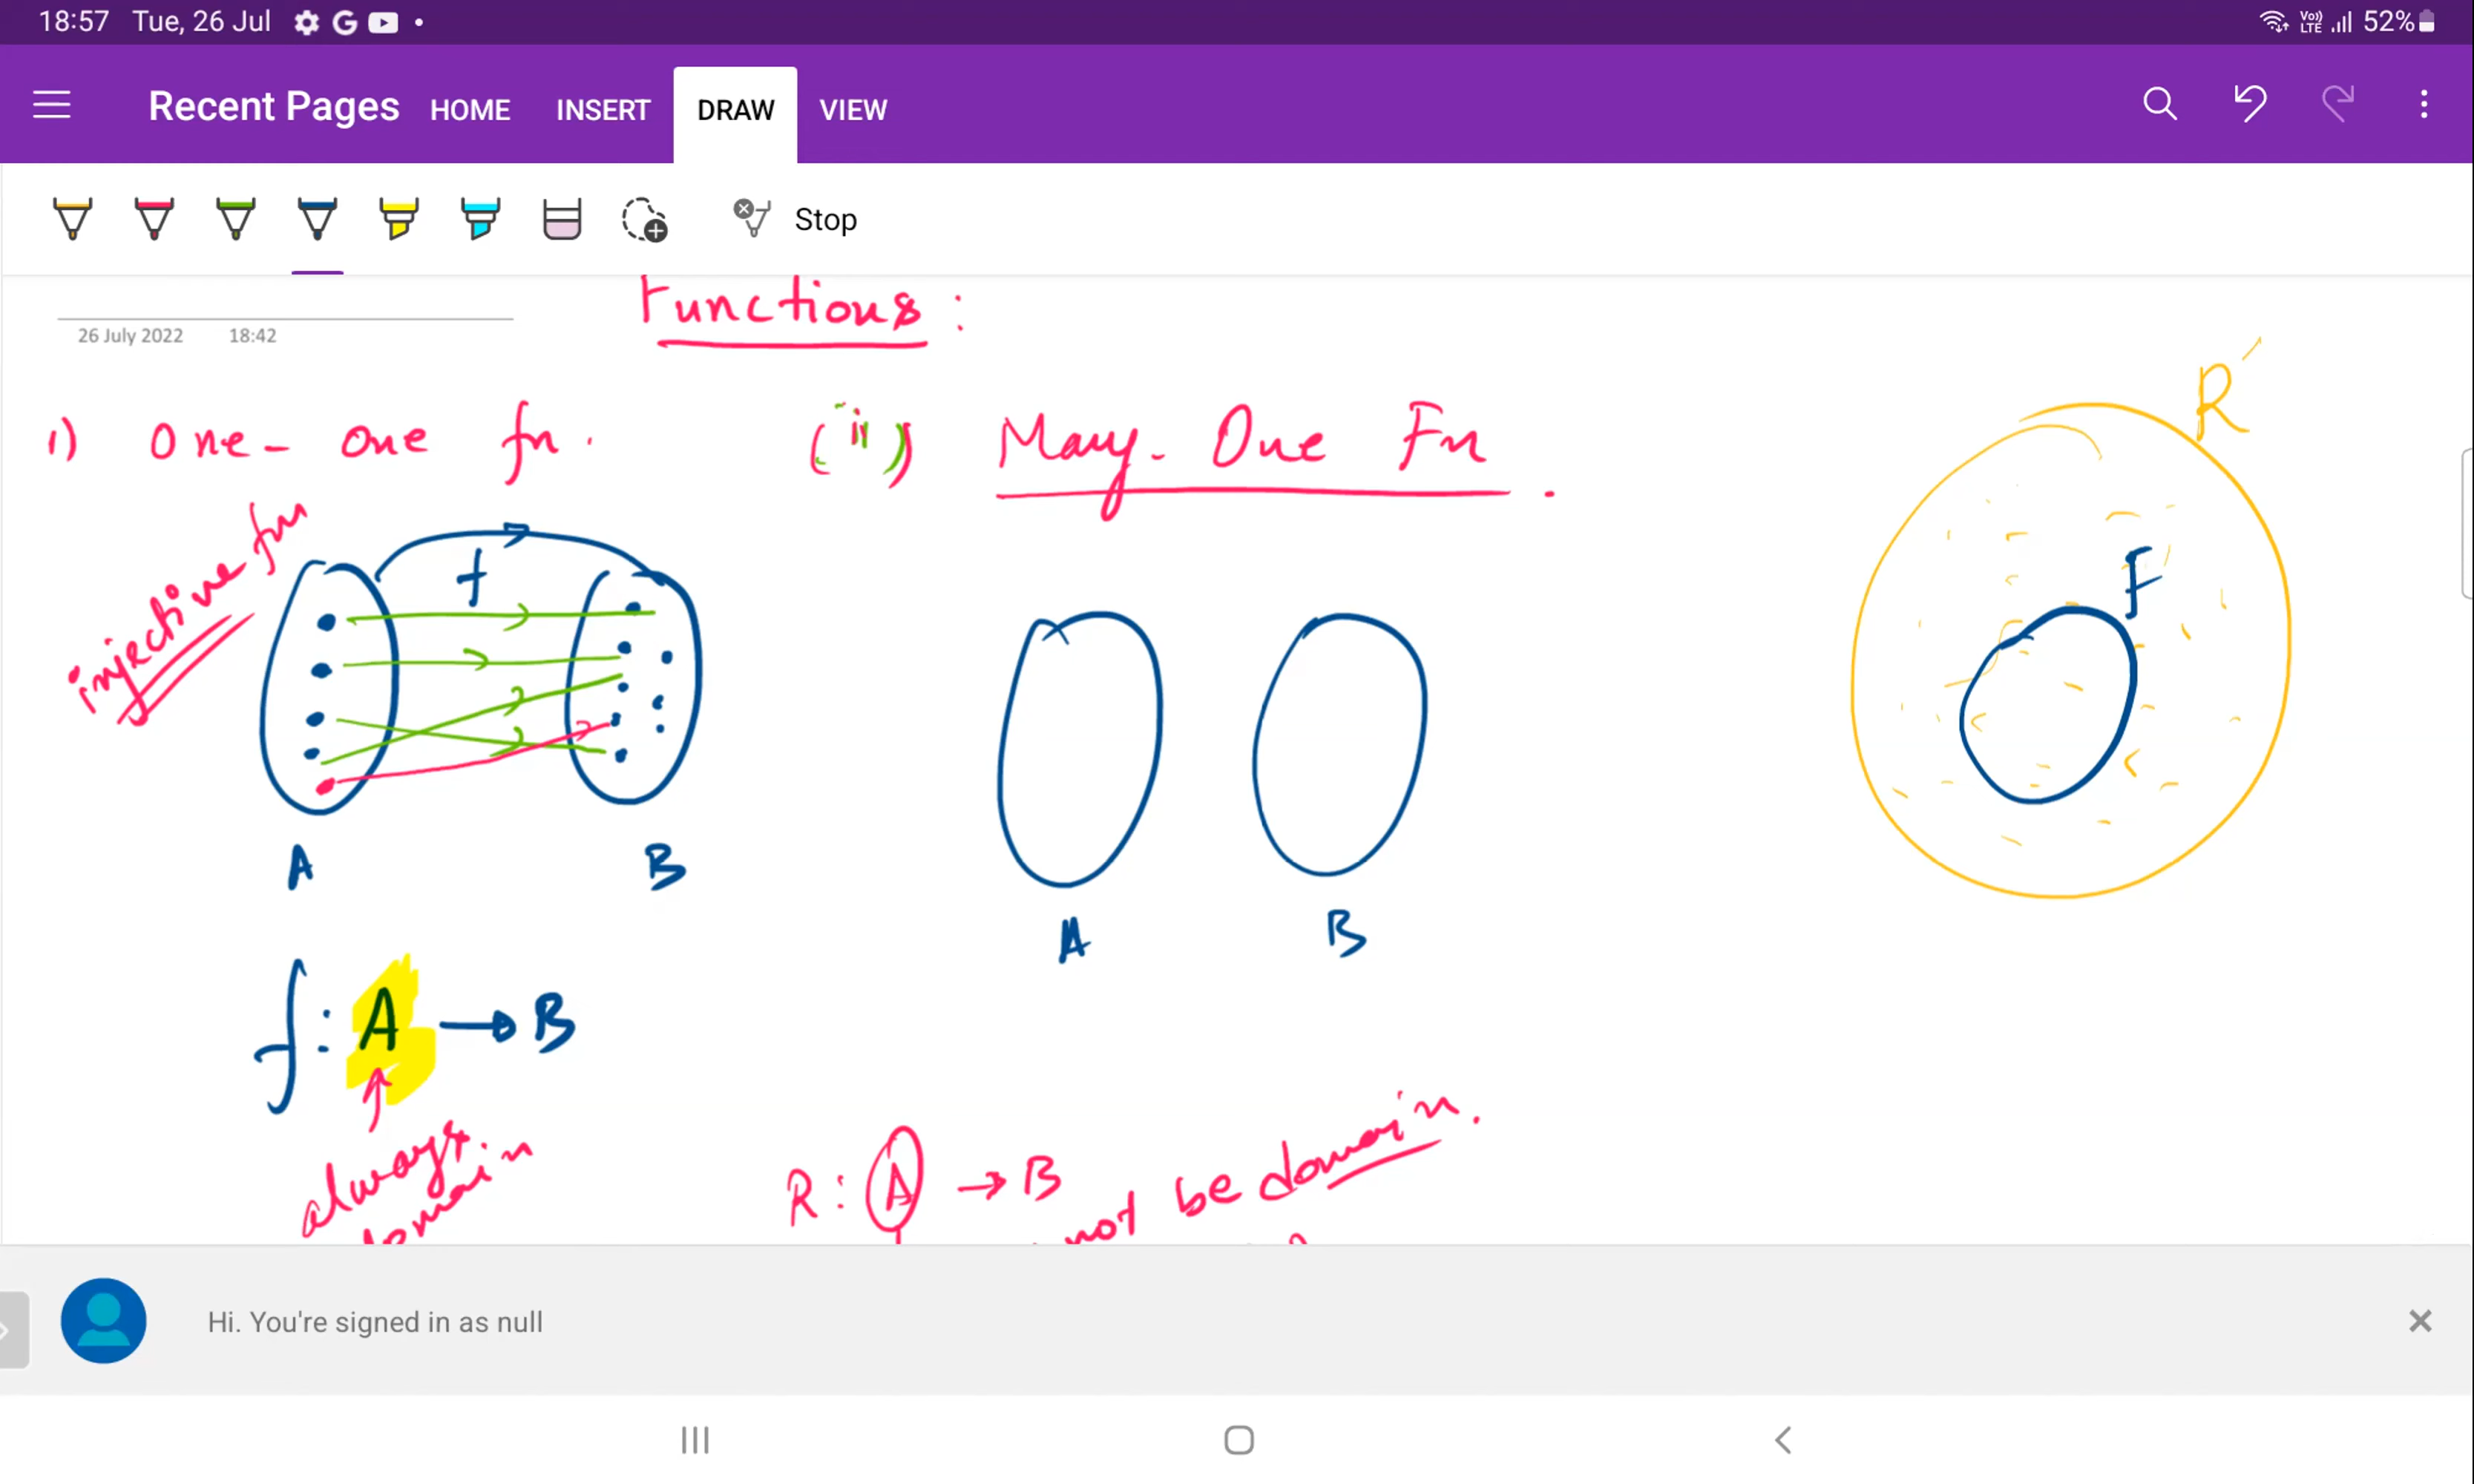 18:57 Tue, 26 Jul
VoLTE 52%
Recent Pages HOME INSERT DRAW VIEW
Stop
Functions:
26 July 2022 18:42
1) One-One fn.
(ii) Many-One Fn.
R
injective fn
f
F
A
B
A
B
f: A → B
always domain
R: A → B
not be domain.
Hi. You're signed in as null